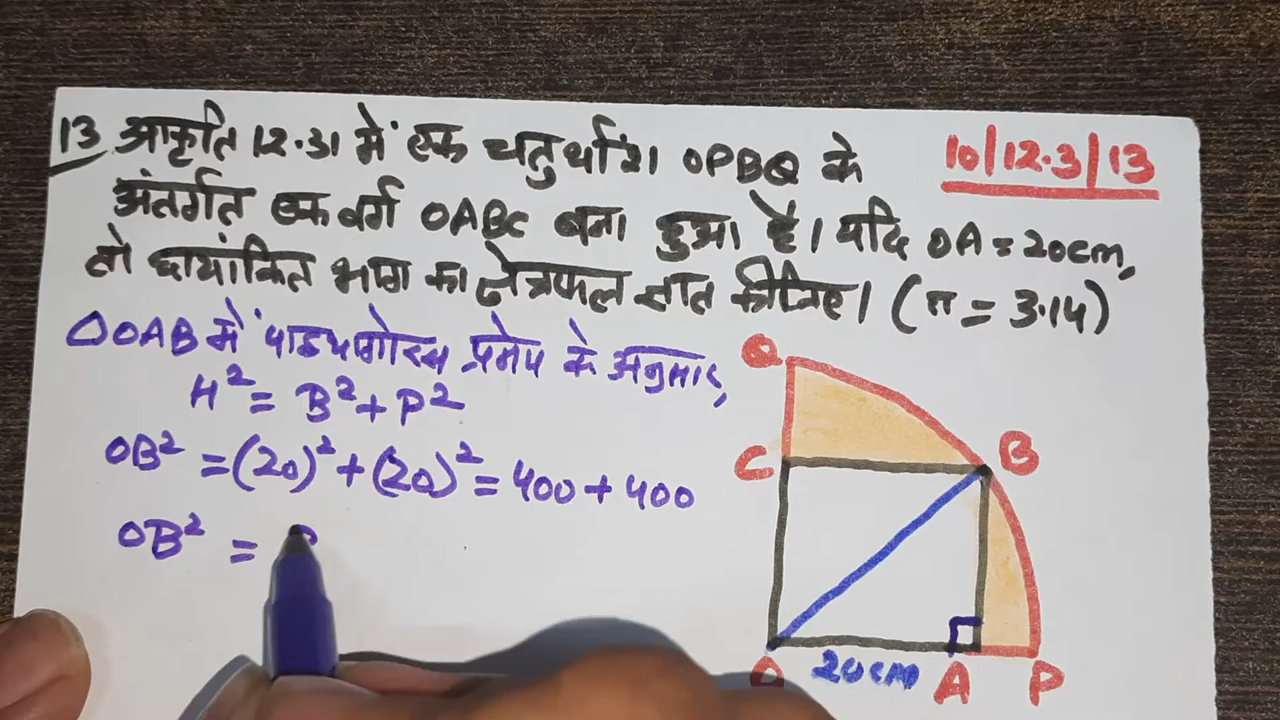 13 आकृति 12.31 में एक चतुर्थांश OPBQ के
10/12.3/13
अंतर्गत एक वर्ग OABC बना हुआ है। यदि OA = 20cm,
तो छायांकित भाग का क्षेत्रफल ज्ञात कीजिए। (π = 3.14)
△OAB में पाइथागोरस प्रमेय के अनुसार,
H² = B² + P²
OB² = (20)² + (20)² = 400 + 400
OB² =
Q
C
B
O
20cm
A
P